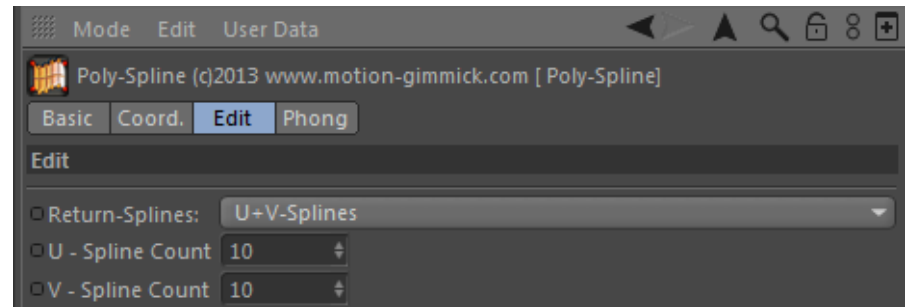 Mode Edit User Data
Poly-Spline (c)2013 www.motion-gimmick.com [ Poly-Spline]
Basic Coord. Edit Phong
Edit
Return-Splines: U+V-Splines
U - Spline Count 10
V - Spline Count 10